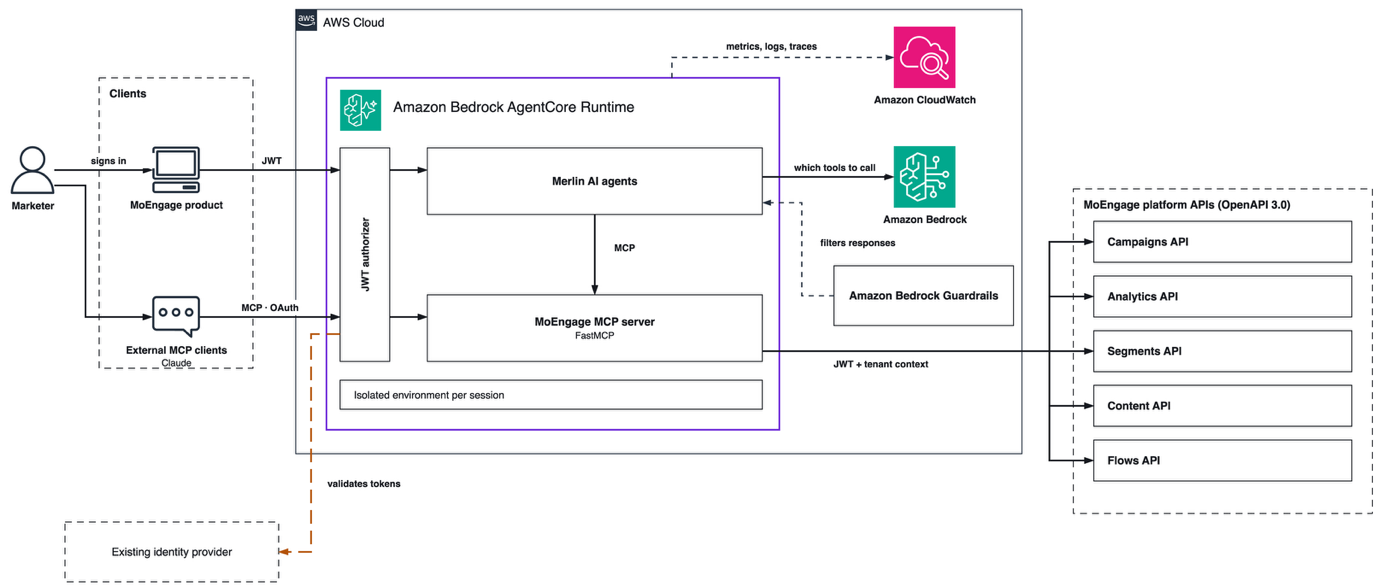 aws
AWS Cloud
metrics, logs, traces
Amazon CloudWatch
Clients
Amazon Bedrock AgentCore Runtime
signs in
JWT
Marketer
MoEngage product
JWT authorizer
Merlin AI agents
which tools to call
Amazon Bedrock
MCP
filters responses
Amazon Bedrock Guardrails
MCP · OAuth
External MCP clients
Claude
MoEngage MCP server
FastMCP
JWT + tenant context
Isolated environment per session
validates tokens
Existing identity provider
MoEngage platform APIs (OpenAPI 3.0)
Campaigns API
Analytics API
Segments API
Content API
Flows API